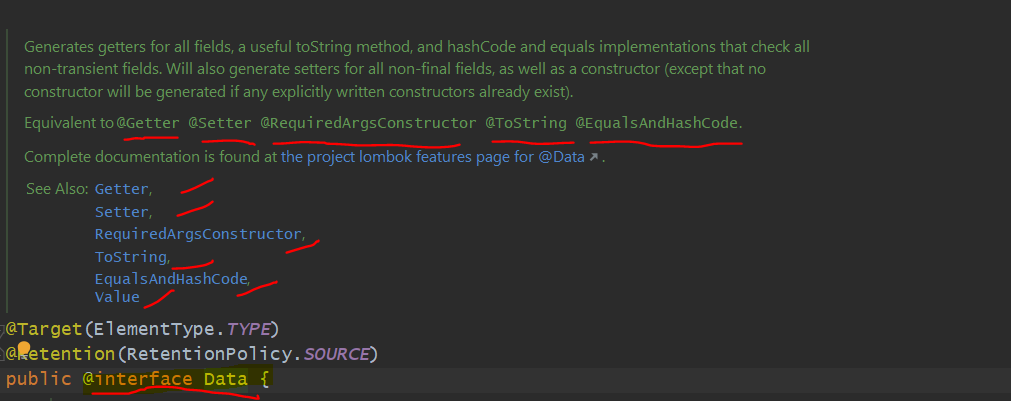 Generates getters for all fields, a useful toString method, and hashCode and equals implementations that check all
non-transient fields. Will also generate setters for all non-final fields, as well as a constructor (except that no
constructor will be generated if any explicitly written constructors already exist).
Equivalent to @Getter @Setter @RequiredArgsConstructor @ToString @EqualsAndHashCode.
Complete documentation is found at the project lombok features page for @Data ↗.
See Also: Getter,
Setter,
RequiredArgsConstructor,
ToString,
EqualsAndHashCode,
Value
@Target(ElementType.TYPE)
@Retention(RetentionPolicy.SOURCE)
public @interface Data {